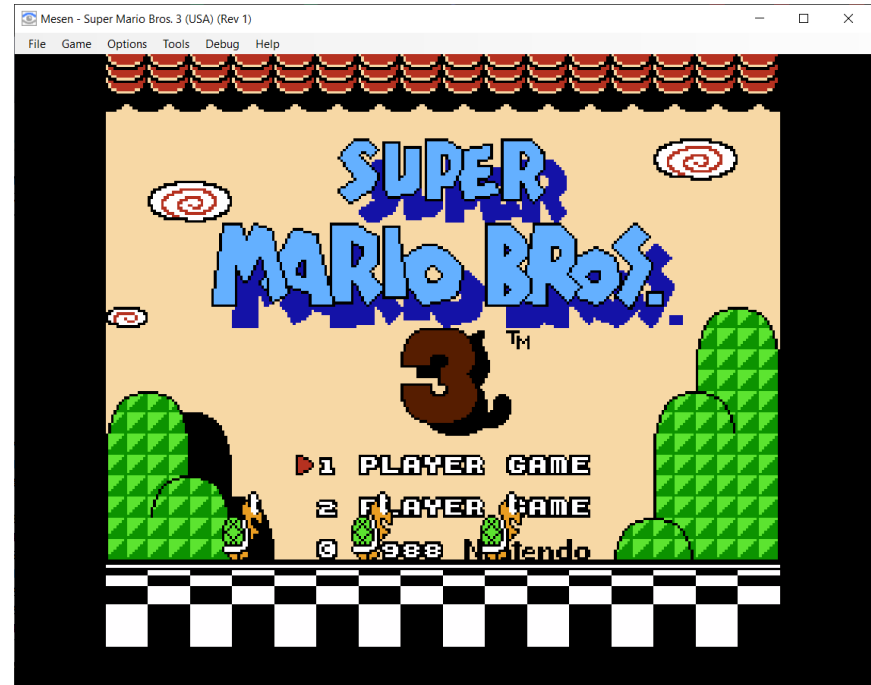 Mesen - Super Mario Bros. 3 (USA) (Rev 1)
File Game Options Tools Debug Help
SUPER
MARIO BROS.
3 TM
1 PLAYER GAME
2 PLAYER GAME
© 1988 Nintendo